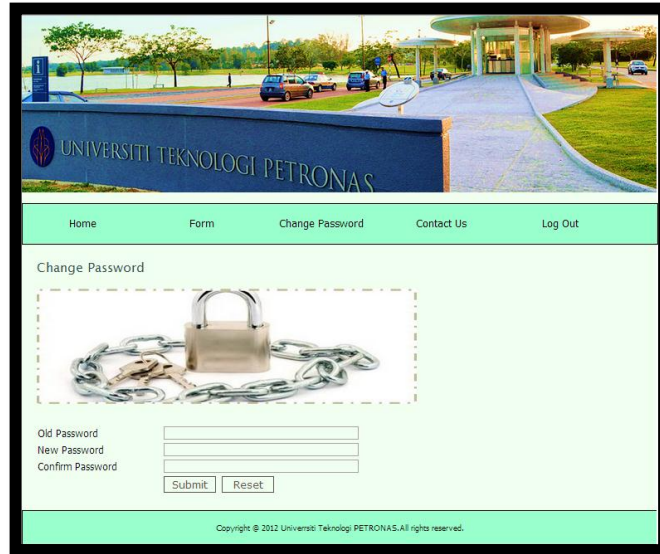 UNIVERSITI TEKNOLOGI PETRONAS
Home Form Change Password Contact Us Log Out
Change Password
Old Password
New Password
Confirm Password
Submit Reset
Copyright @ 2012 Univerrsiti Teknologi PETRONAS.All rights reserved.